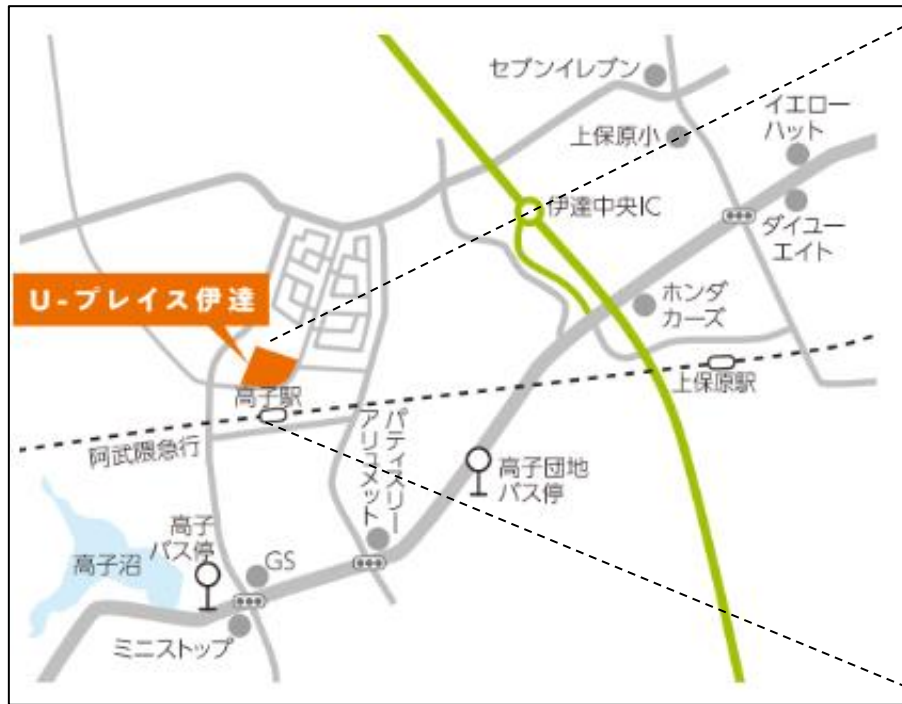 セブンイレブン
イエロー
ハット
上保原小
伊達中央IC
ダイユー
エイト
U-プレイス伊達
ホンダ
カーズ
上保原駅
高子駅
阿武隈急行
パティスリー
アリュメット
高子団地
バス停
高子
バス停
高子沼
GS
ミニストップ